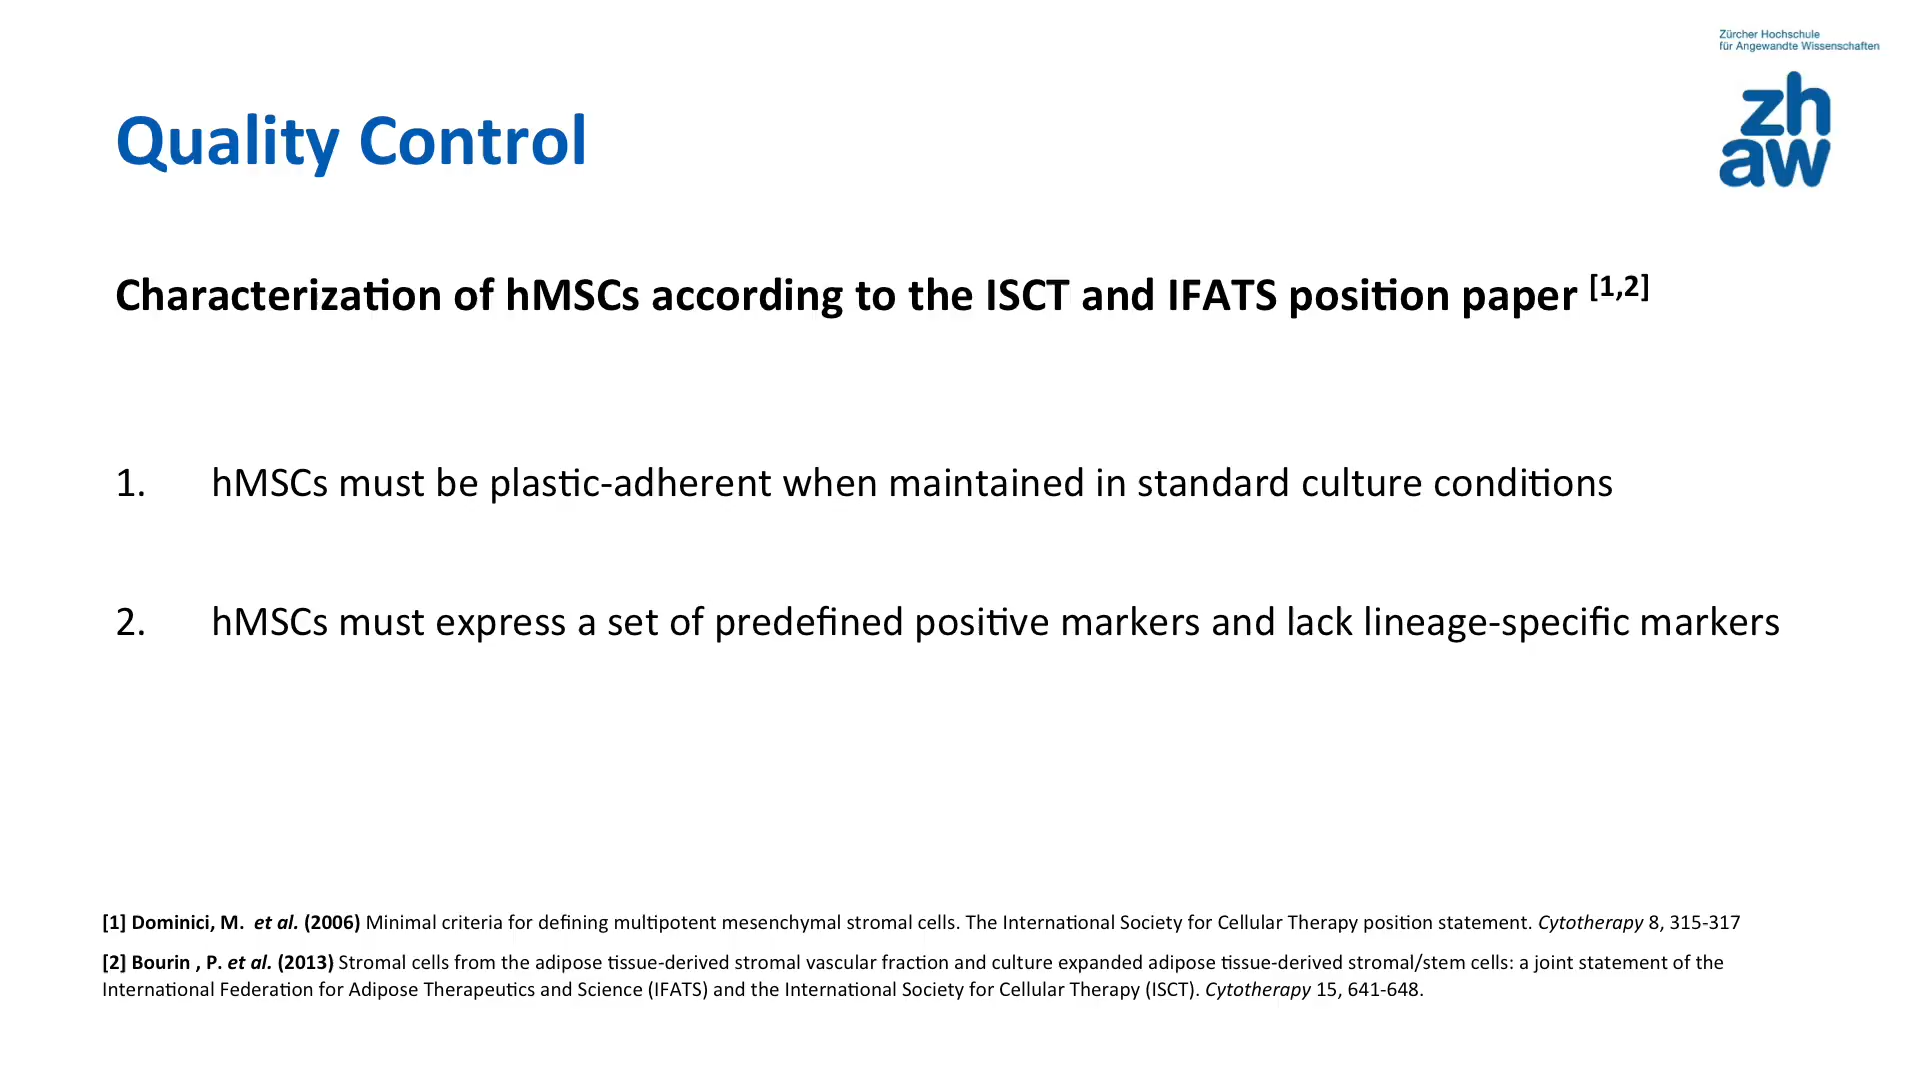 Zürcher Hochschule
für Angewandte Wissenschaften
zh
aw
Quality Control
Characterization of hMSCs according to the ISCT and IFATS position paper [1,2]
1. hMSCs must be plastic-adherent when maintained in standard culture conditions
2. hMSCs must express a set of predefined positive markers and lack lineage-specific markers
[1] Dominici, M. et al. (2006) Minimal criteria for defining multipotent mesenchymal stromal cells. The International Society for Cellular Therapy position statement. Cytotherapy 8, 315-317
[2] Bourin , P. et al. (2013) Stromal cells from the adipose tissue-derived stromal vascular fraction and culture expanded adipose tissue-derived stromal/stem cells: a joint statement of the
International Federation for Adipose Therapeutics and Science (IFATS) and the International Society for Cellular Therapy (ISCT). Cytotherapy 15, 641-648.